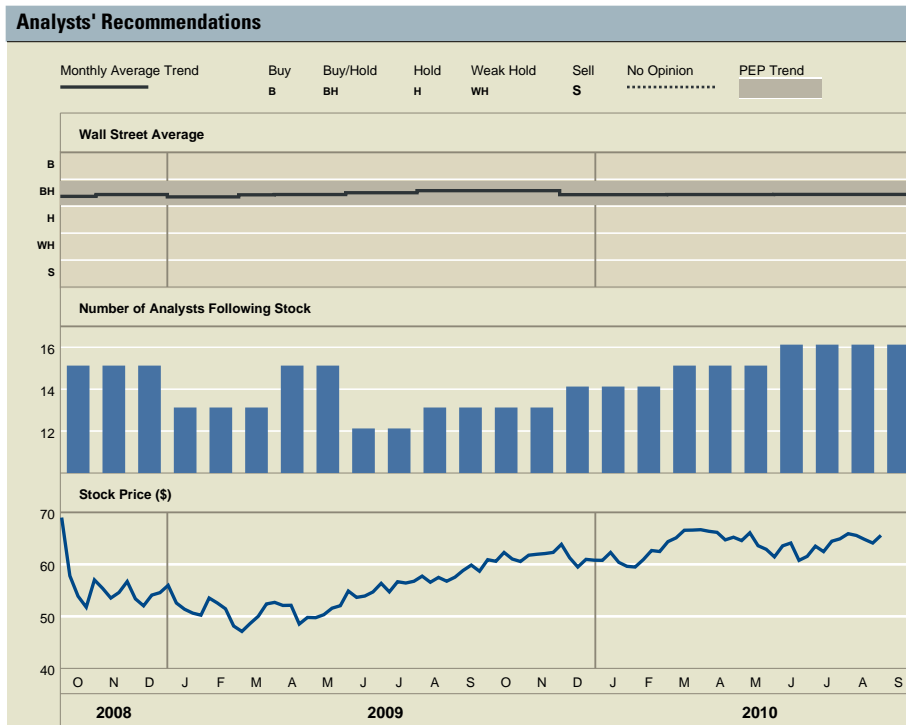 Analysts' Recommendations
Monthly Average Trend Buy Buy/Hold Hold Weak Hold Sell No Opinion PEP Trend
B BH H WH S
Wall Street Average
B
BH
H
WH
S
Number of Analysts Following Stock
16
14
12
Stock Price ($)
70
60
50
40
O N D J F M A M J J A S O N D J F M A M J J A S
2008 2009 2010